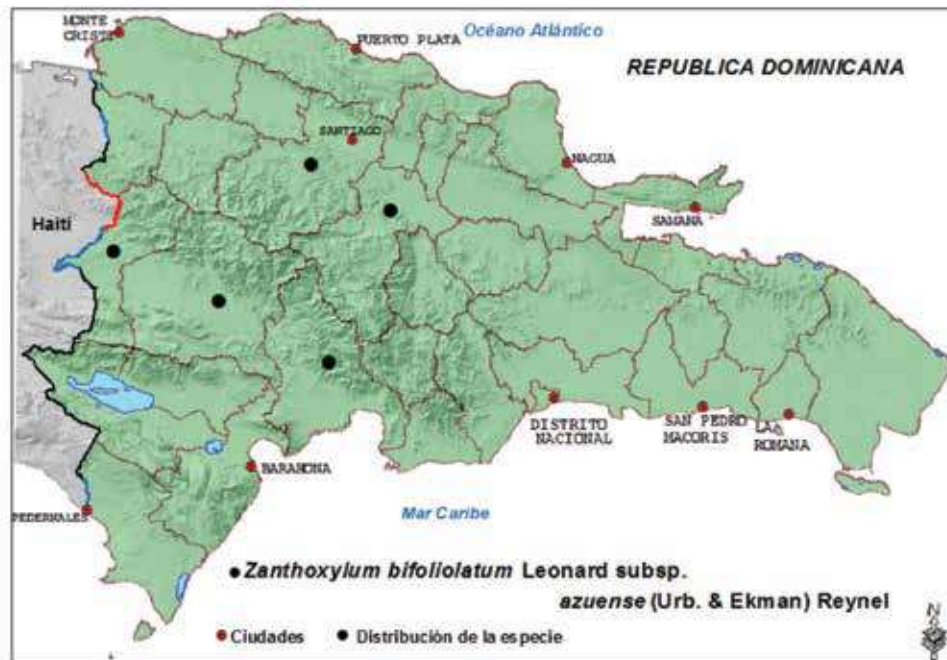 MONTE
CRISTI
PUERTO PLATA
Océano Atlántico
REPUBLICA DOMINICANA
SANTIAGO
NAGUA
SAMANA
Haití
DISTRITO
NACIONAL
SAN PEDRO
MACORIS
LA
ROMANA
BARAHONA
PEDERNALES
Mar Caribe
Zanthoxylum bifoliolatum Leonard subsp.
azuense (Urb. & Ekman) Reynel
Ciudades
Distribución de la especie
N